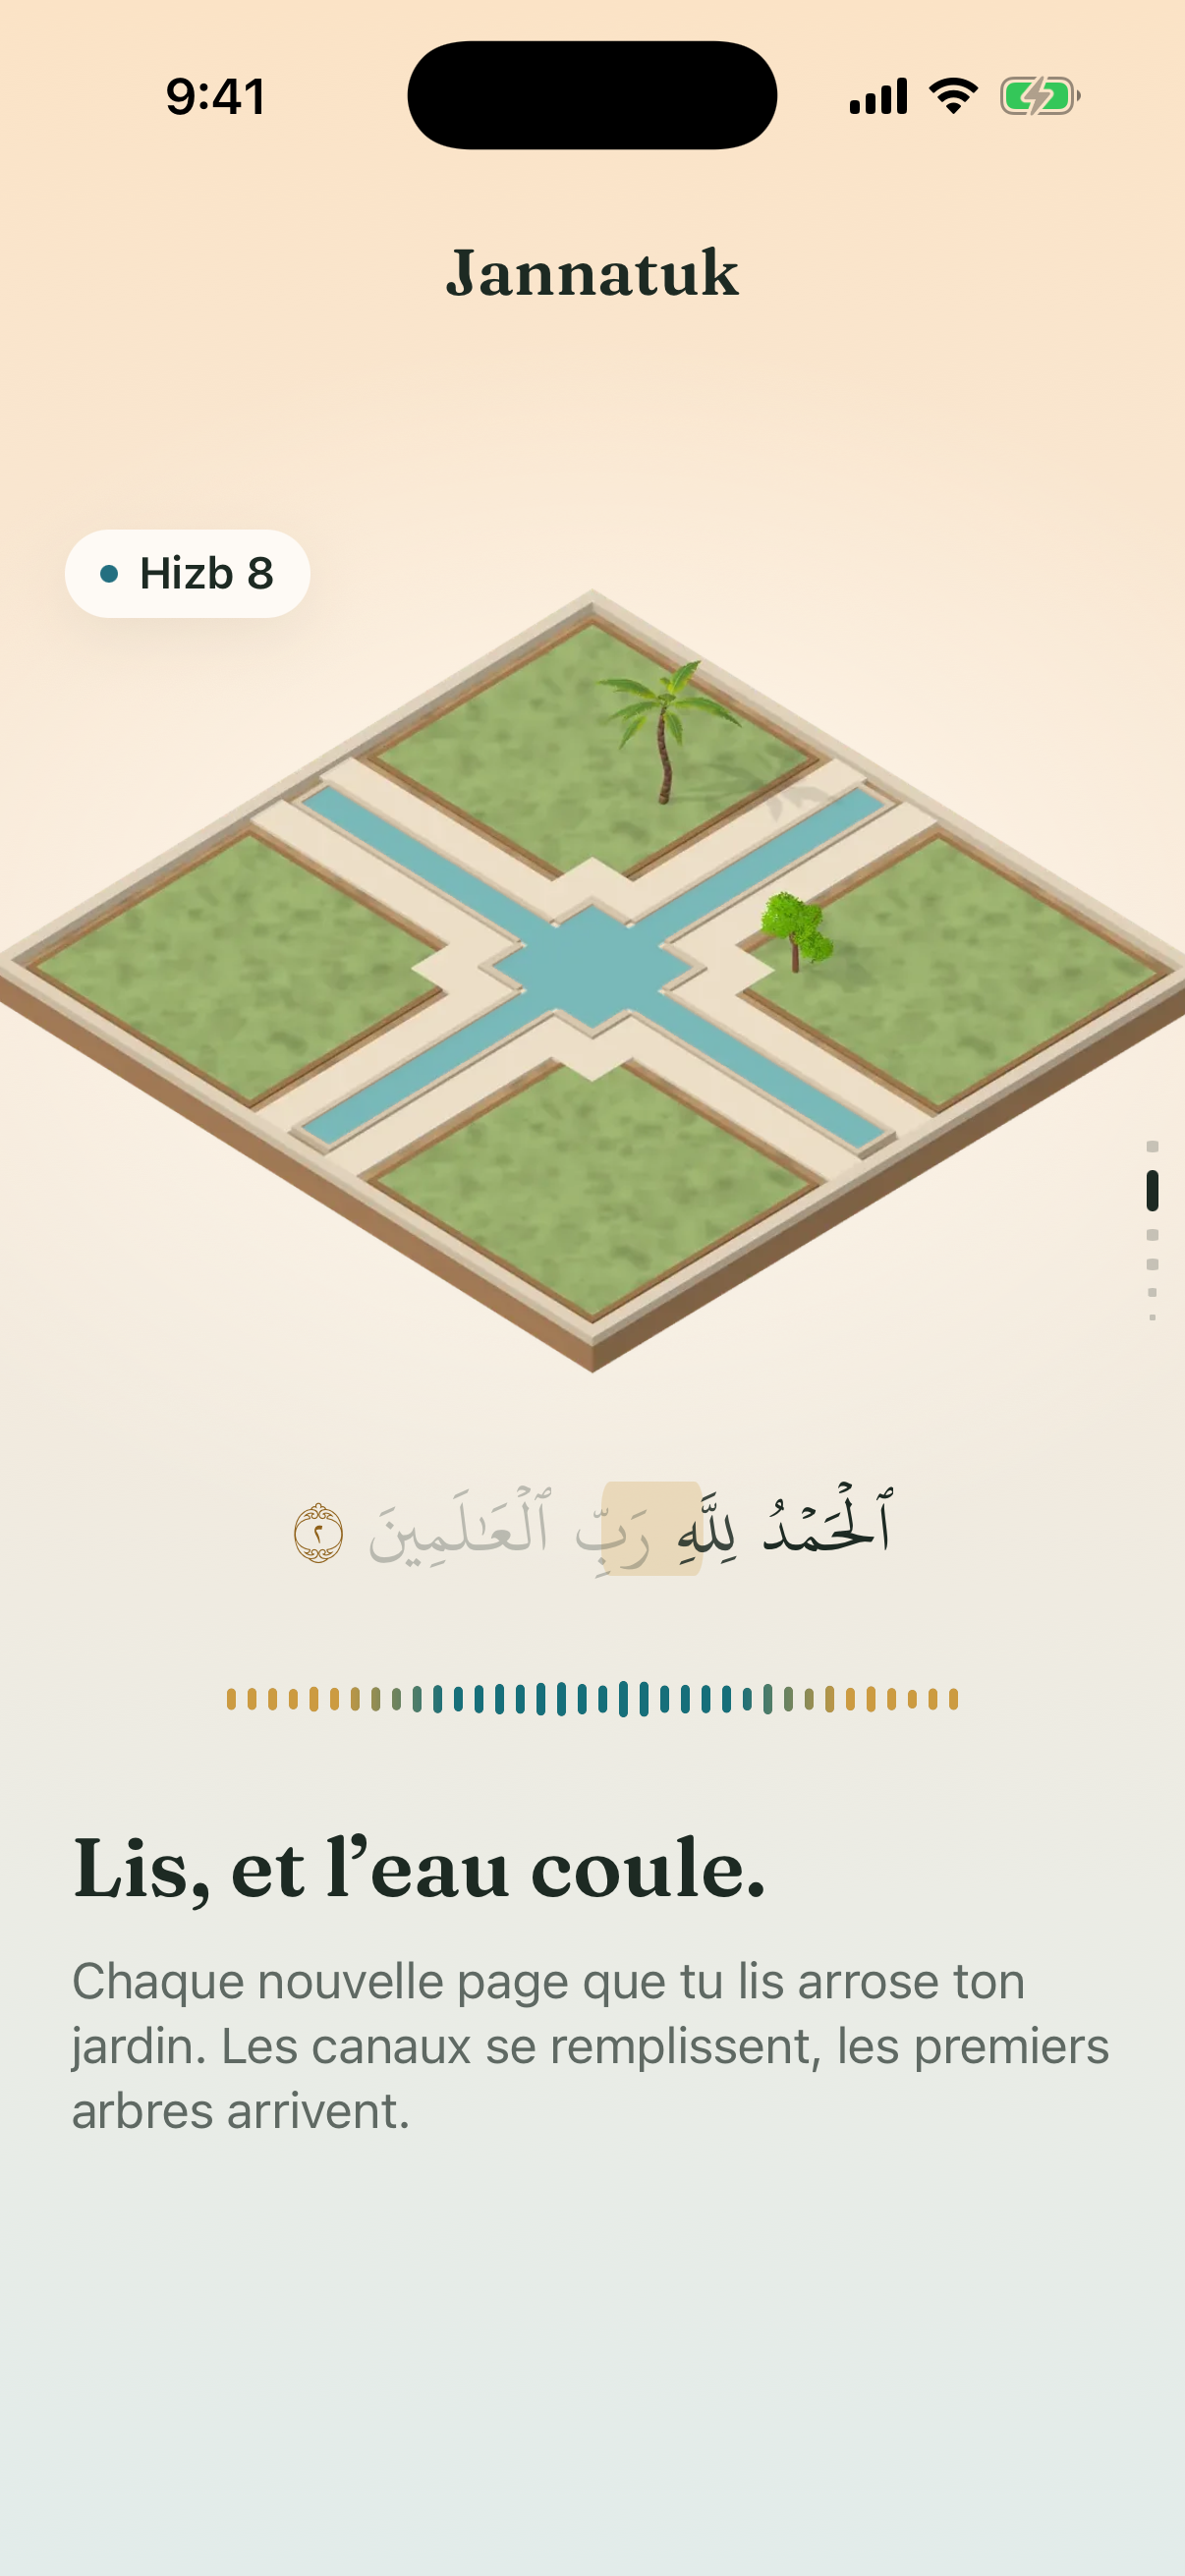 9:41
Jannatuk
Hizb 8
ٱلْحَمْدُ لِلَّهِ رَبِّ ٱلْعَـٰلَمِينَ ٢
Lis, et l’eau coule.
Chaque nouvelle page que tu lis arrose ton
jardin. Les canaux se remplissent, les premiers
arbres arrivent.